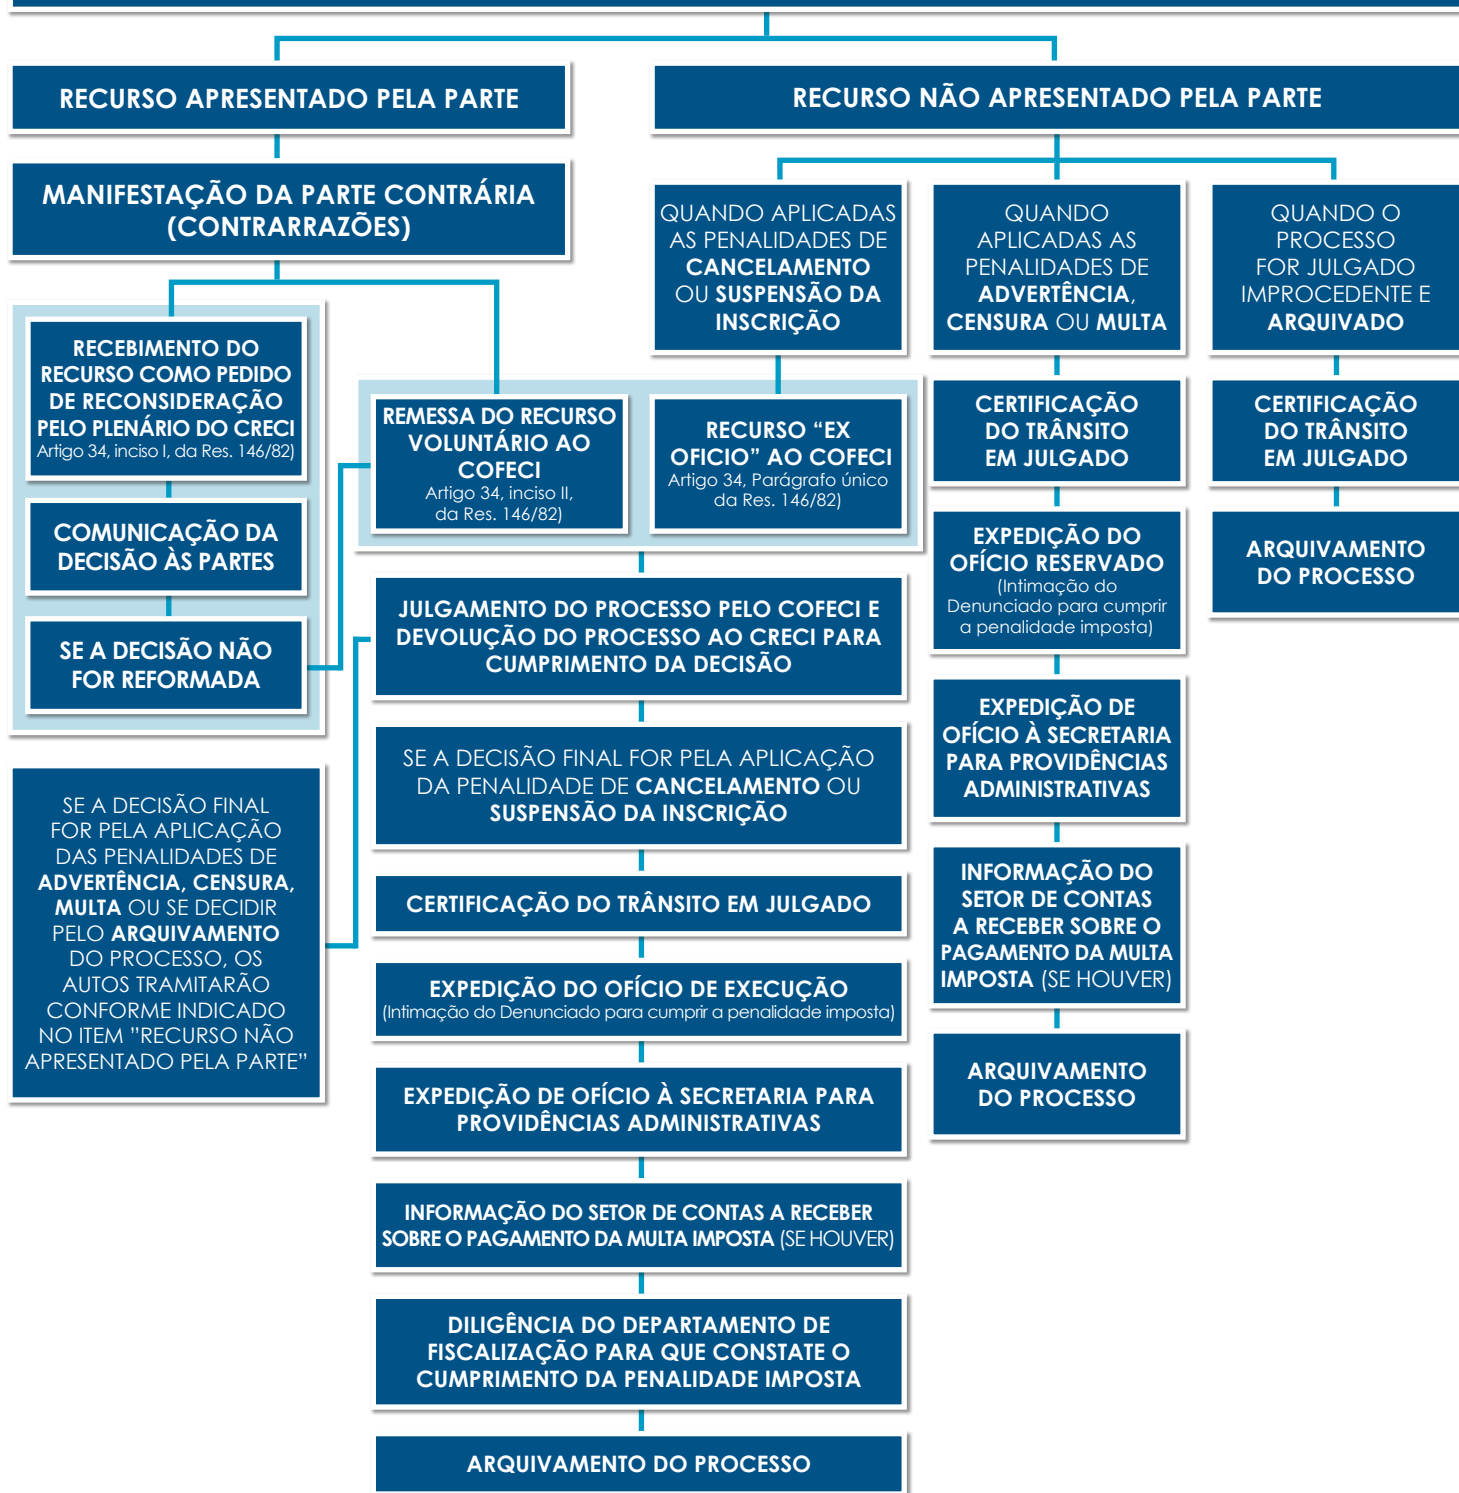 RECURSO APRESENTADO PELA PARTE
RECURSO NÃO APRESENTADO PELA PARTE
MANIFESTAÇÃO DA PARTE CONTRÁRIA
(CONTRARRAZÕES)
RECEBIMENTO DO
RECURSO COMO PEDIDO
DE RECONSIDERAÇÃO
PELO PLENÁRIO DO CRECI
Artigo 34, inciso I, da Res. 146/82)
COMUNICAÇÃO DA
DECISÃO ÀS PARTES
SE A DECISÃO NÃO
FOR REFORMADA
REMESSA DO RECURSO
VOLUNTÁRIO AO
COFECI
Artigo 34, inciso II,
da Res. 146/82)
QUANDO APLICADAS
AS PENALIDADES DE
CANCELAMENTO
OU SUSPENSÃO DA
INSCRIÇÃO
RECURSO “EX
OFICIO” AO COFECI
Artigo 34, Parágrafo único
da Res. 146/82)
JULGAMENTO DO PROCESSO PELO COFECI E
DEVOLUÇÃO DO PROCESSO AO CRECI PARA
CUMPRIMENTO DA DECISÃO
SE A DECISÃO FINAL
FOR PELA APLICAÇÃO
DAS PENALIDADES DE
ADVERTÊNCIA, CENSURA,
MULTA OU SE DECIDIR
PELO ARQUIVAMENTO
DO PROCESSO, OS
AUTOS TRAMITARÃO
CONFORME INDICADO
NO ITEM ”RECURSO NÃO
APRESENTADO PELA PARTE”
SE A DECISÃO FINAL FOR PELA APLICAÇÃO
DA PENALIDADE DE CANCELAMENTO OU
SUSPENSÃO DA INSCRIÇÃO
CERTIFICAÇÃO DO TRÂNSITO EM JULGADO
EXPEDIÇÃO DO OFÍCIO DE EXECUÇÃO
(Intimação do Denunciado para cumprir a penalidade imposta)
EXPEDIÇÃO DE OFÍCIO À SECRETARIA PARA
PROVIDÊNCIAS ADMINISTRATIVAS
INFORMAÇÃO DO SETOR DE CONTAS A RECEBER
SOBRE O PAGAMENTO DA MULTA IMPOSTA (SE HOUVER)
DILIGÊNCIA DO DEPARTAMENTO DE
FISCALIZAÇÃO PARA QUE CONSTATE O
CUMPRIMENTO DA PENALIDADE IMPOSTA
ARQUIVAMENTO DO PROCESSO
QUANDO
APLICADAS AS
PENALIDADES DE
ADVERTÊNCIA,
CENSURA OU MULTA
CERTIFICAÇÃO
DO TRÂNSITO
EM JULGADO
EXPEDIÇÃO DO
OFÍCIO RESERVADO
(Intimação do
Denunciado para cumprir
a penalidade imposta)
EXPEDIÇÃO DE
OFÍCIO À SECRETARIA
PARA PROVIDÊNCIAS
ADMINISTRATIVAS
INFORMAÇÃO DO
SETOR DE CONTAS
A RECEBER SOBRE O
PAGAMENTO DA MULTA
IMPOSTA (SE HOUVER)
ARQUIVAMENTO
DO PROCESSO
QUANDO O
PROCESSO
FOR JULGADO
IMPROCEDENTE E
ARQUIVADO
CERTIFICAÇÃO
DO TRÂNSITO
EM JULGADO
ARQUIVAMENTO
DO PROCESSO